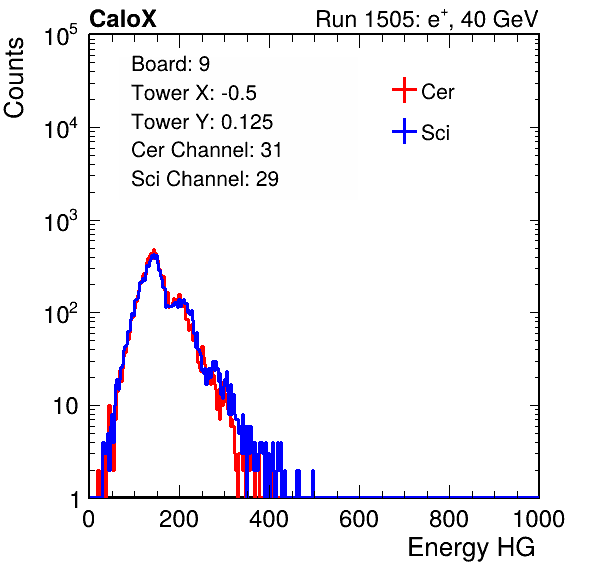 CaloX Run 1505: e⁺, 40 GeV
Counts
Board: 9
Tower X: -0.5
Tower Y: 0.125
Cer Channel: 31
Sci Channel: 29
Cer
Sci
10⁵
10⁴
10³
10²
10
1
0 200 400 600 800 1000
Energy HG